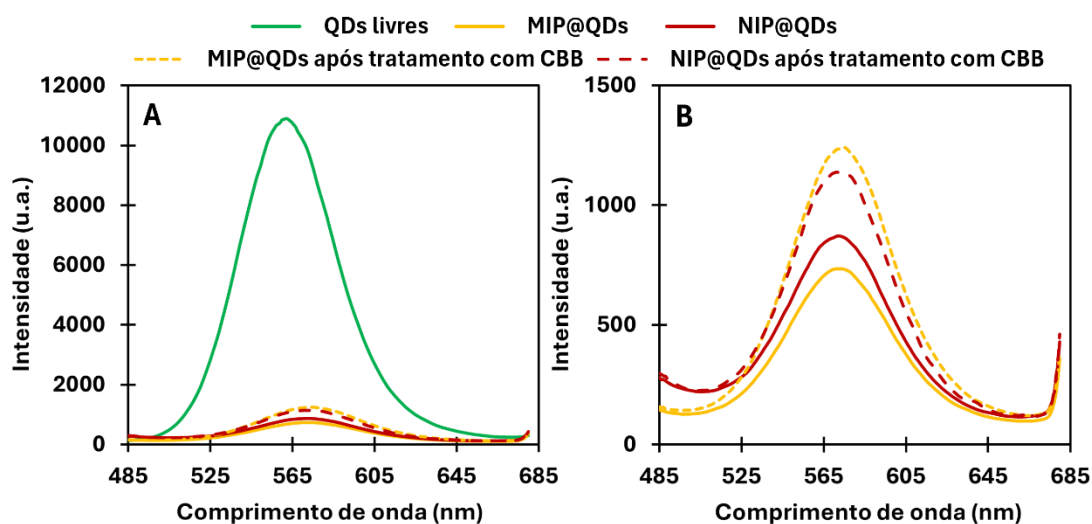 QDs livres MIP@QDs NIP@QDs
MIP@QDs após tratamento com CBB NIP@QDs após tratamento com CBB
A
Intensidade (u.a.)
12000
10000
8000
6000
4000
2000
0
485 525 565 605 645 685
Comprimento de onda (nm)
B
Intensidade (u.a.)
1500
1000
500
0
485 525 565 605 645 685
Comprimento de onda (nm)